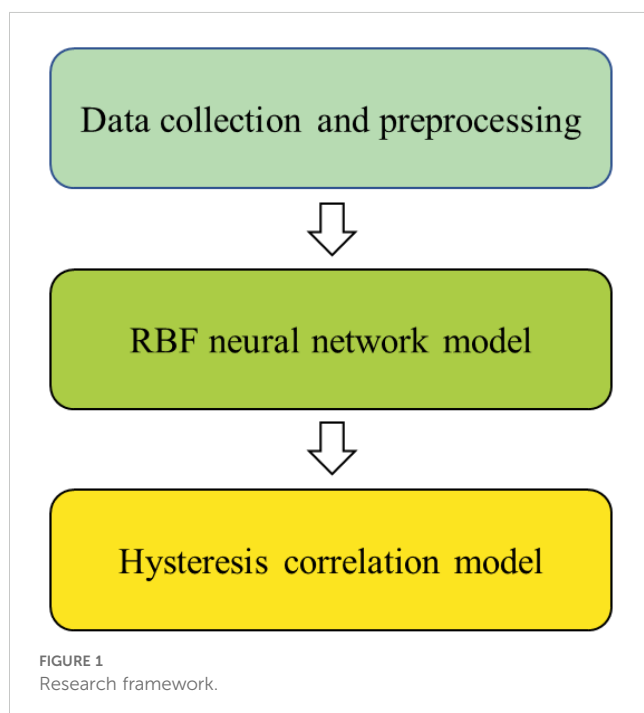 Data collection and preprocessing
RBF neural network model
Hysteresis correlation model
FIGURE 1
Research framework.